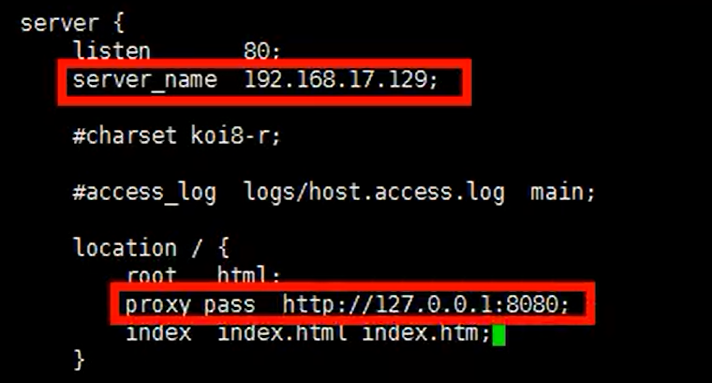 server {
listen 80;
server_name 192.168.17.129;
#charset koi8-r;
#access_log logs/host.access.log main;
location / {
root html;
proxy_pass http://127.0.0.1:8080;
index index.html index.htm;
}